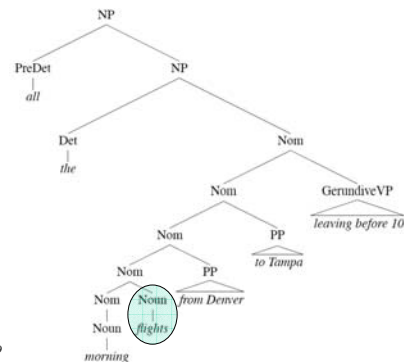 NP
PreDet NP
all
Det Nom
the
Nom GerundiveVP
leaving before 10
Nom PP
to Tampa
Nom PP
Nom Noun from Denver
Noun flights
morning